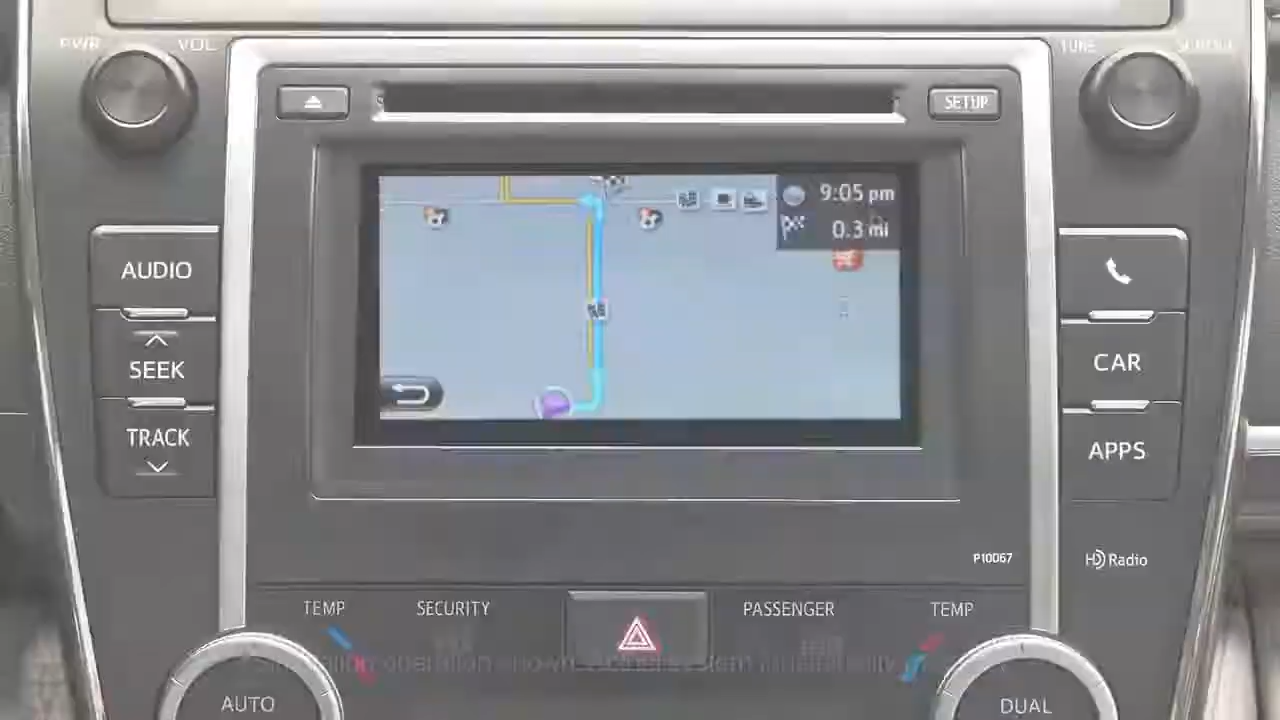 PWR VOL
TUNE SCROLL
SETUP
9:05 pm
0.3 mi
AUDIO
SEEK
TRACK
CAR
APPS
P10067
HD Radio
TEMP SECURITY PASSENGER TEMP
AUTO
DUAL